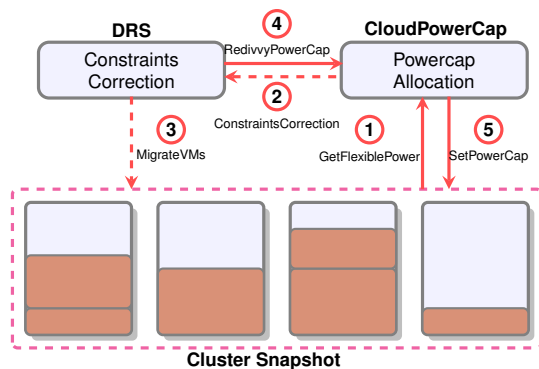 DRS
CloudPowerCap
4
RedivvyPowerCap
Constraints
Correction
Powercap
Allocation
2
ConstraintsCorrection
3
MigrateVMs
1
GetFlexiblePower
5
SetPowerCap
Cluster Snapshot